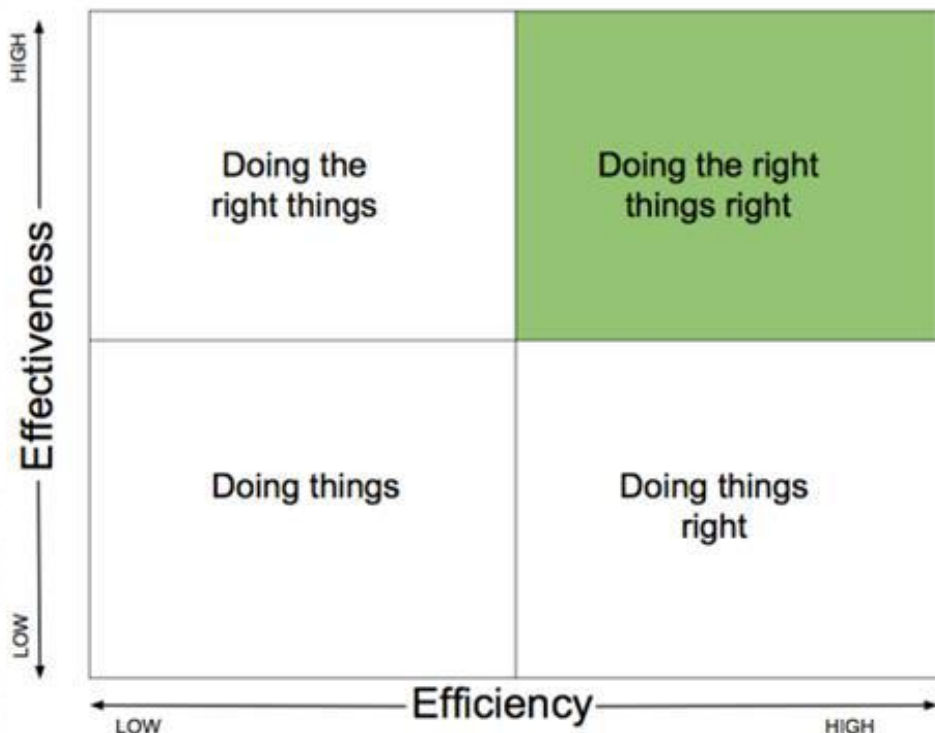 HIGH
Doing the
right things
Doing the right
things right
Effectiveness
Doing things
Doing things
right
LOW
Efficiency
LOW
HIGH